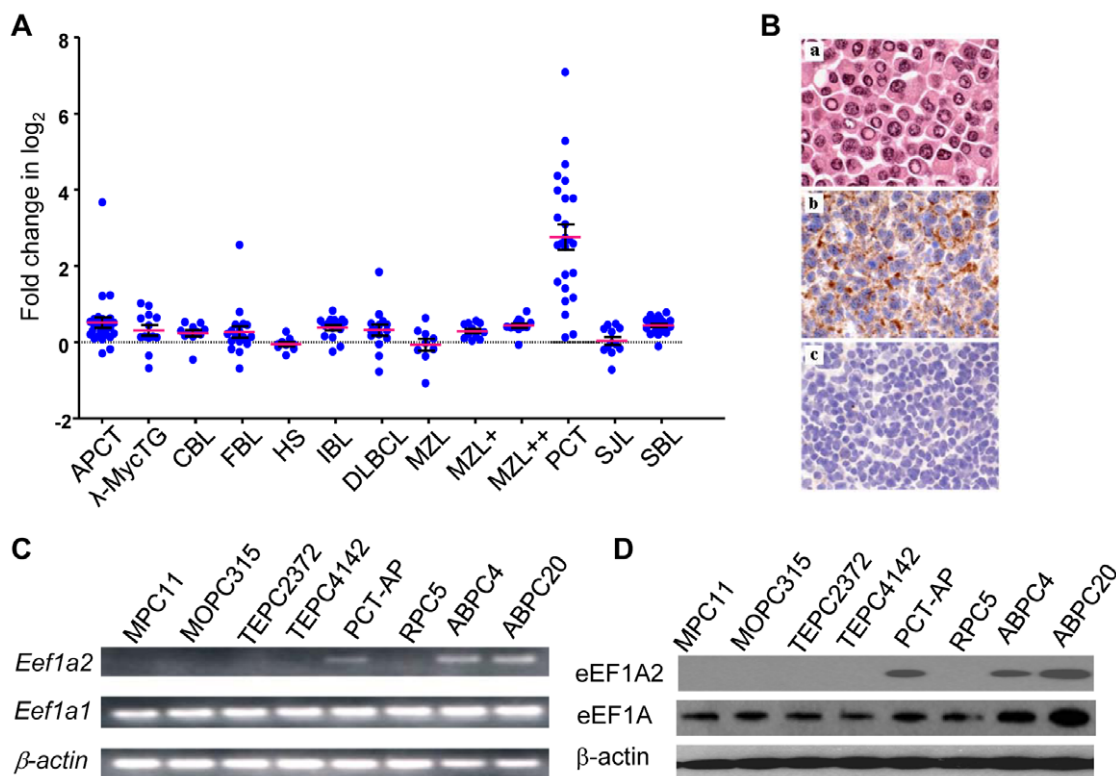 A
Fold change in log2
8
6
4
2
0
-2
APCT
λ-MycTG
CBL
FBL
HS
IBL
DLBCL
MZL
MZL+
MZL++
PCT
SJL
SBL
B
a
b
c
C
MPC11
MOPC315
TEPC2372
TEPC4142
PCT-AP
RPC5
ABPC4
ABPC20
Eef1a2
Eef1a1
β-actin
D
MPC11
MOPC315
TEPC2372
TEPC4142
PCT-AP
RPC5
ABPC4
ABPC20
eEF1A2
eEF1A
β-actin